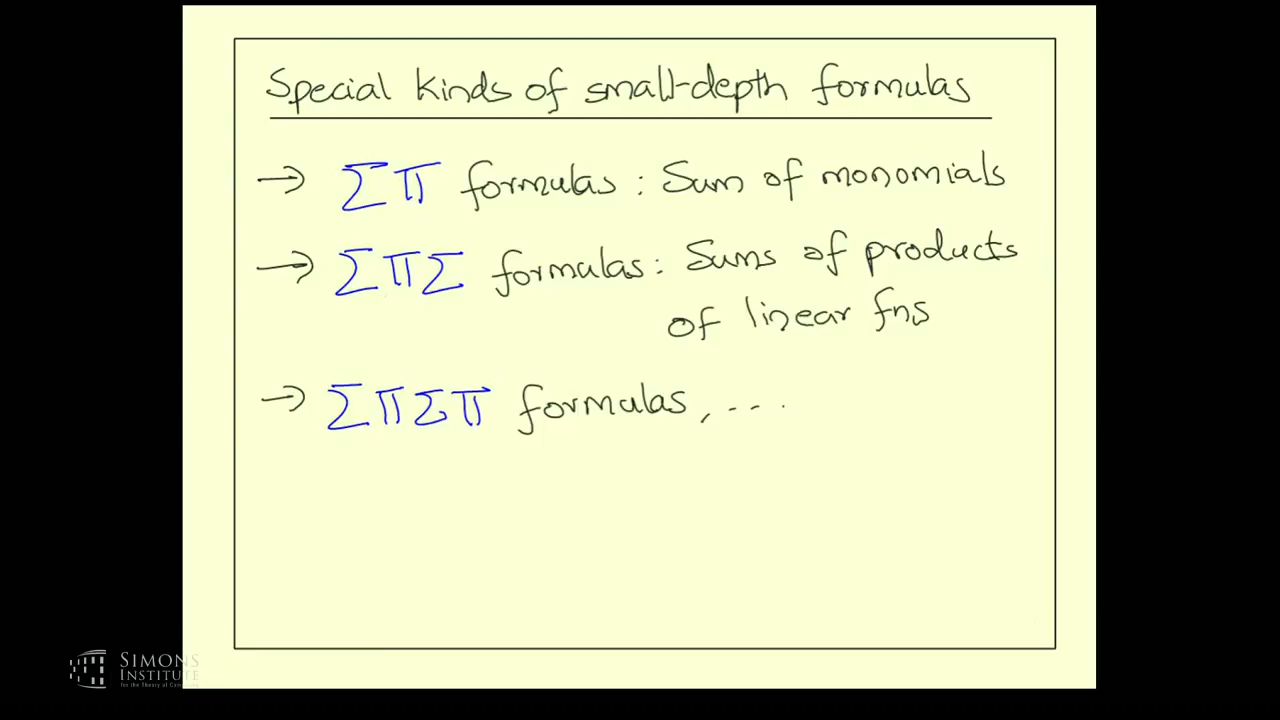 Special kinds of small-depth formulas
→ ΣΠ formulas : Sum of monomials
→ ΣΠΣ formulas : Sums of products
of linear fns
→ ΣΠΣΠ formulas, ...
SIMONS
INSTITUTE